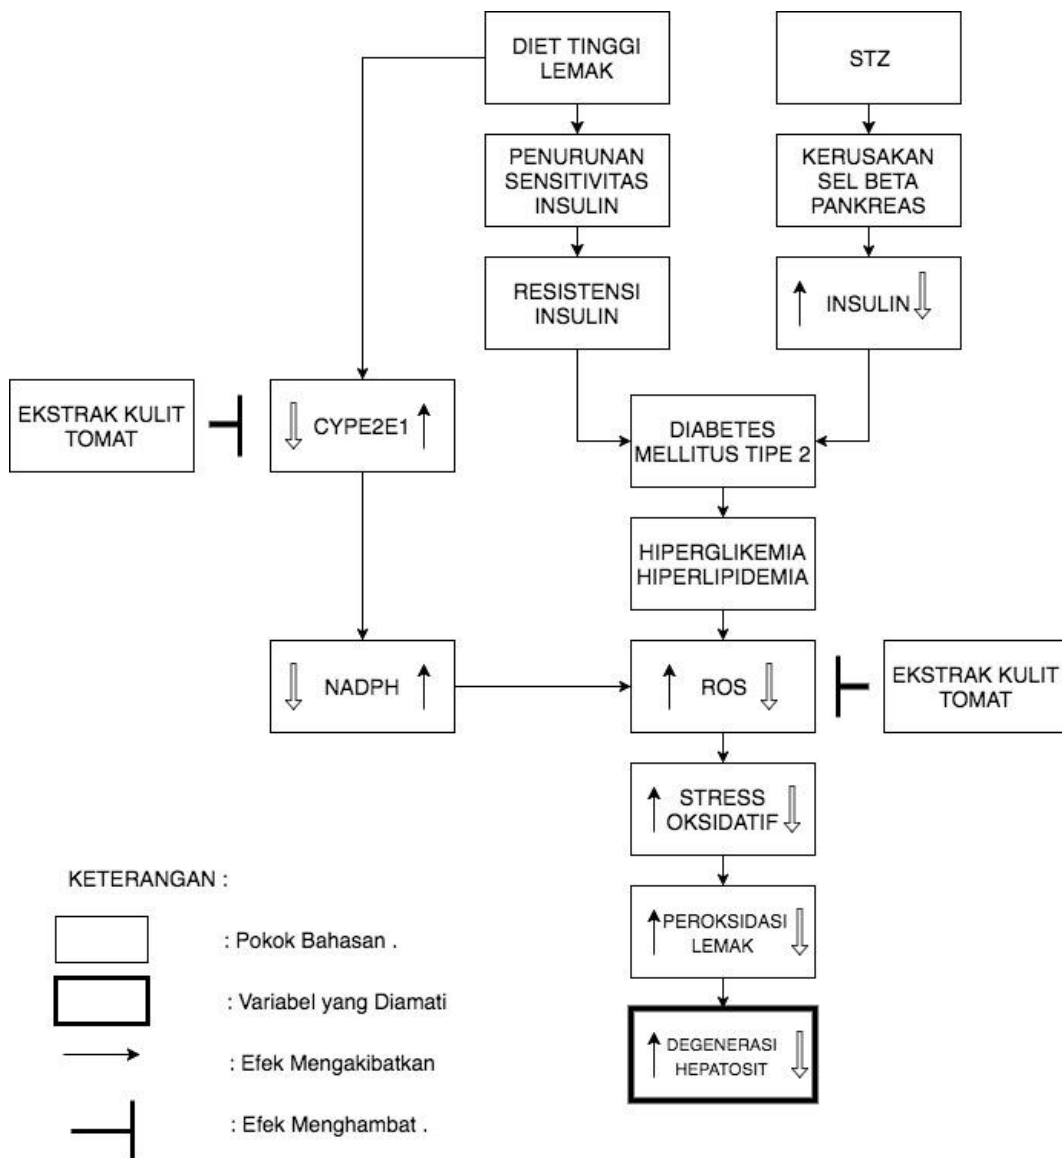 DIET TINGGI
LEMAK
STZ
PENURUNAN
SENSITIVITAS
INSULIN
KERUSAKAN
SEL BETA
PANKREAS
RESISTENSI
INSULIN
INSULIN
EKSTRAK KULIT
TOMAT
CYPE2E1
DIABETES
MELLITUS TIPE 2
HIPERGLIKEMIA
HIPERLIPIDEMIA
NADPH
ROS
EKSTRAK KULIT
TOMAT
STRESS
OKSIDATIF
PEROKSIDASI
LEMAK
DEGENERASI
HEPATOSIT
KETERANGAN :
: Pokok Bahasan .
: Variabel yang Diamati
: Efek Mengakibatkan
: Efek Menghambat .